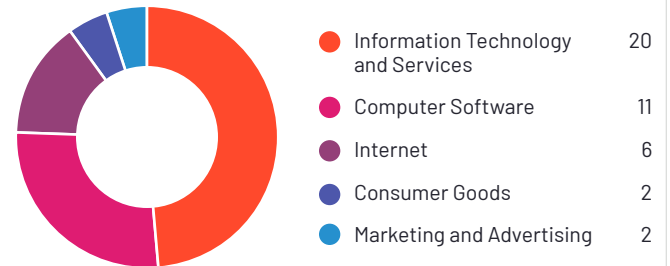 Information Technology 20
and Services
Computer Software 11
Internet 6
Consumer Goods 2
Marketing and Advertising 2